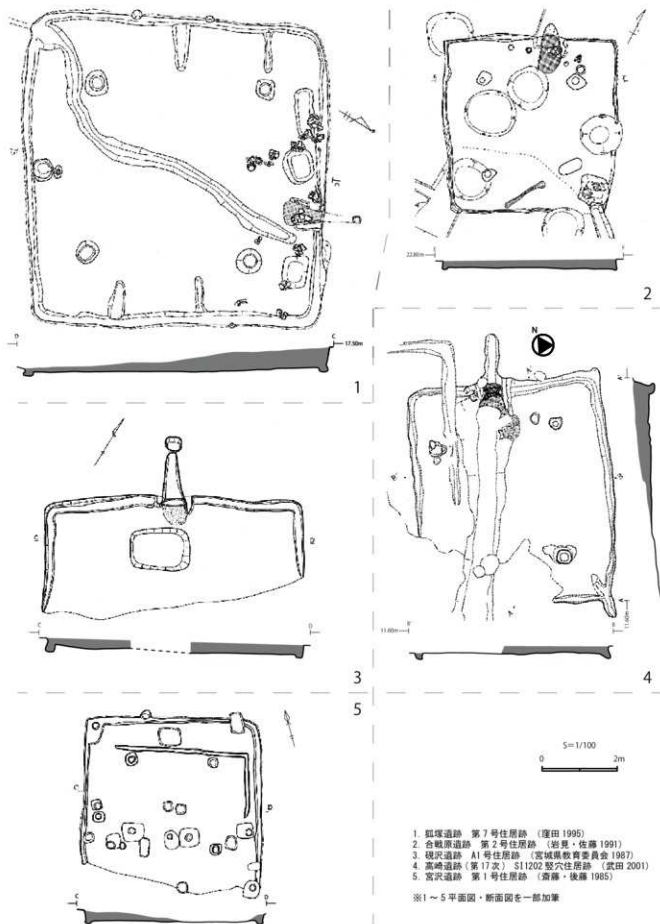 17.50m
1
22.80m
2
N
11.60m
11.60m
4
C
D
3
5
C
D
S=1/100
0 2m
1. 狐塚遺跡 第7号住居跡 (窪田 1995)
2. 合戦原遺跡 第2号住居跡 (岩見・佐藤 1991)
3. 硯沢遺跡 A1号住居跡 (宮城県教育委員会 1987)
4. 高崎遺跡(第17次) SI1202竪穴住居跡 (武田 2001)
5. 宮沢遺跡 第1号住居跡 (斎藤・後藤 1985)
※1~5平面図・断面図を一部加筆